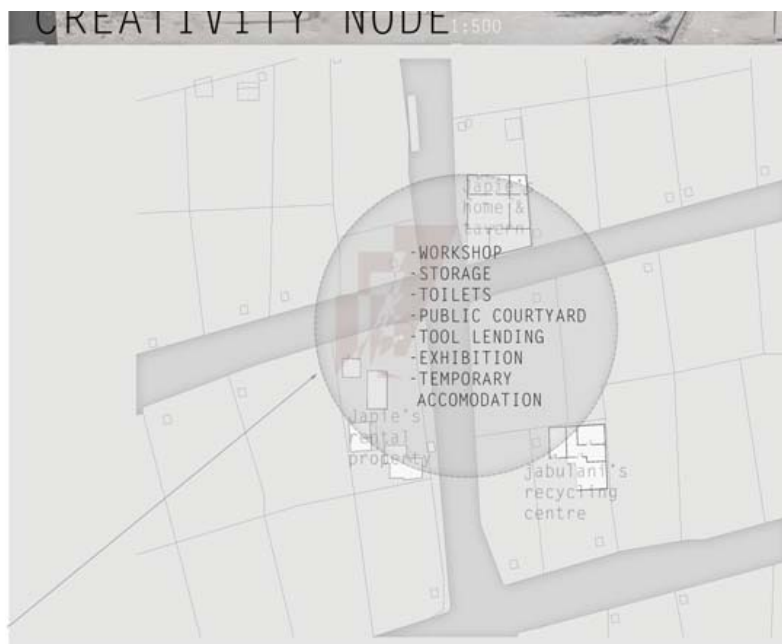 CREATIViTY NODE
1:500
Japie's
home &
tavern
-WORKSHOP
-STORAGE
-TOILETS
-PUBLIC COURTYARD
-TOOL LENDING
-EXHIBITION
-TEMPORARY
ACCOMODATION
Japie's
rental
property
jabulani's
recycling
centre